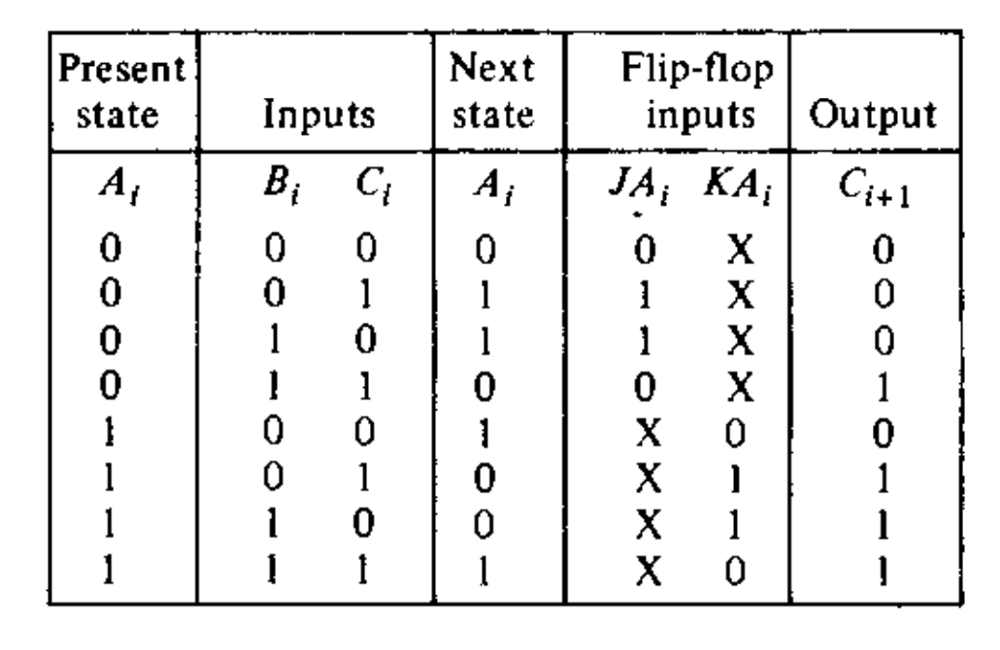 Present Next Flip-flop
state Inputs state inputs Output
A_i B_i C_i A_i JA_i KA_i C_{i+1}
0 0 0 0 0 X 0
0 0 1 1 1 X 0
0 1 0 1 1 X 0
0 1 1 0 0 X 1
1 0 0 1 X 0 0
1 0 1 0 X 1 1
1 1 0 0 X 1 1
1 1 1 1 X 0 1